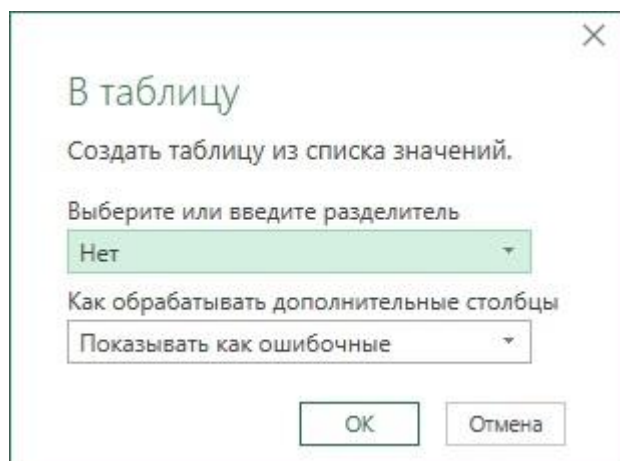 В таблицу
Создать таблицу из списка значений.
Выберите или введите разделитель
Нет
Как обрабатывать дополнительные столбцы
Показывать как ошибочные
ОК
Отмена